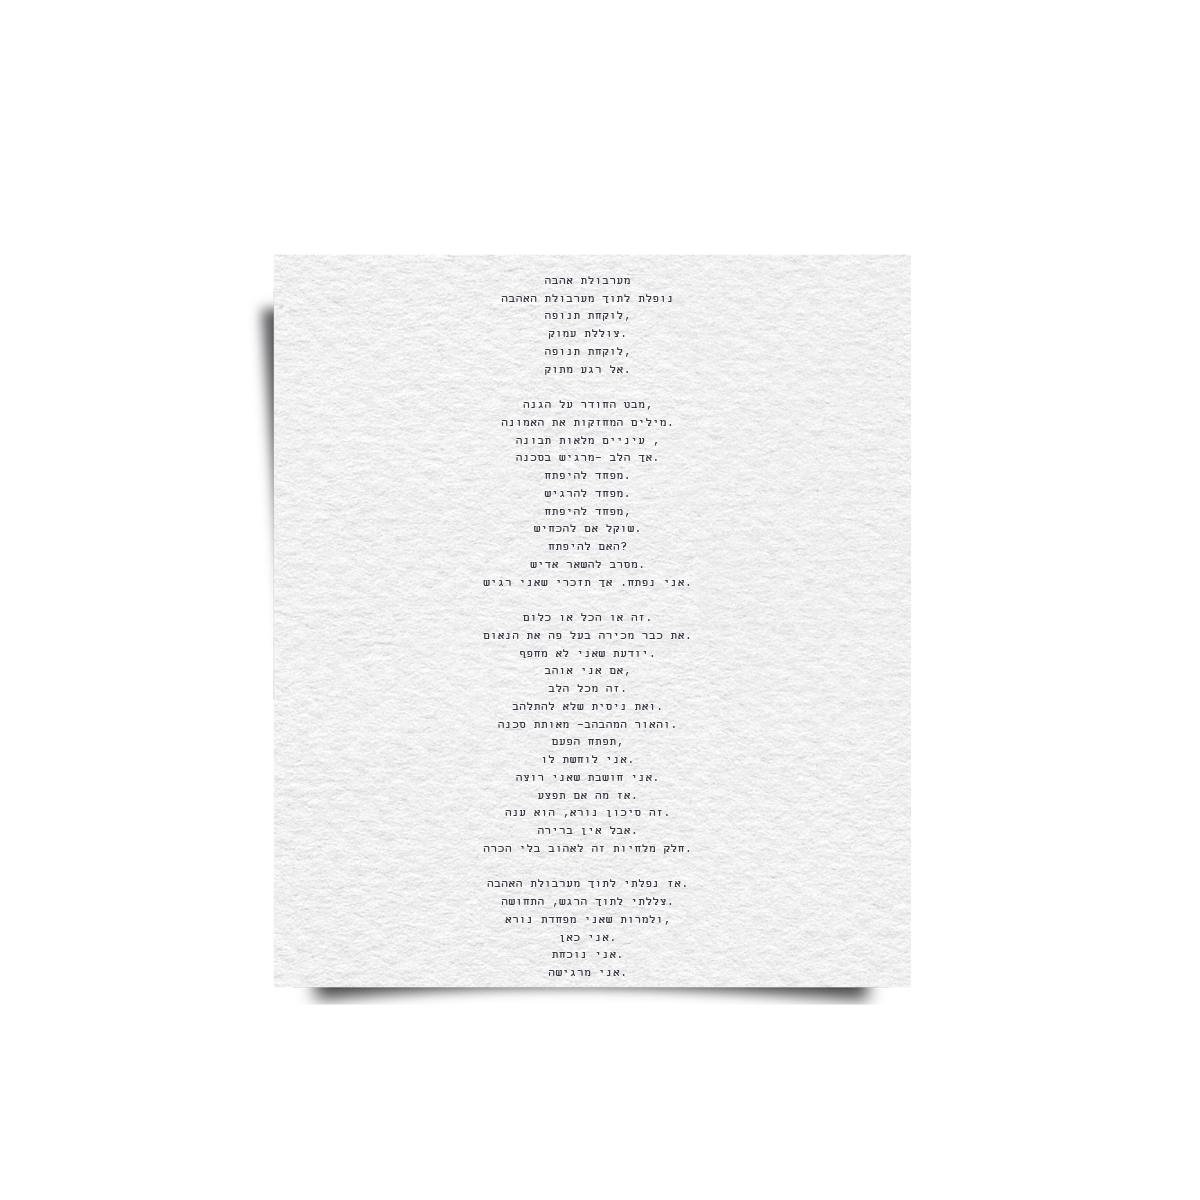 מערבולת אהבה
נופלת לתוך מערבולת האהבה
לוקחת תנופה,
צוללת עמוק.
לוקחת תנופה,
אל רגע מתוק.
מבט החודר על הגנה,
מילים המחזקות את האמונה.
עיניים מלאות תבונה ,
אך הלב -מרגיש בסכנה.
מפחד להיפתח.
מפחד להרגיש.
מפחד להיפתח,
שוקל אם להכחיש.
האם להיפתח?
מסרב להשאר אדיש.
אני נפתח. אך תזכרי שאני רגיש.
זה או הכל או כלום.
את כבר מכירה בעל פה את הנאום.
יודעת שאני לא מחפף.
אם אני אוהב,
זה מכל הלב.
ואת ניסית שלא להתלהב.
והאור המהבהב- מאותת סכנה.
תפתח הפעם,
אני לוחשת לו.
אני חושבת שאני רוצה.
אז מה אם תפצע.
זה סיכון נורא, הוא ענה.
אבל אין ברירה.
חלק מלחיות זה לאהוב בלי הכרה.
אז נפלתי לתוך מערבולת האהבה.
צללתי לתוך הרגש, התחושה.
ולמרות שאני מפחדת נורא,
אני כאן.
אני נוכחת.
אני מרגישה.